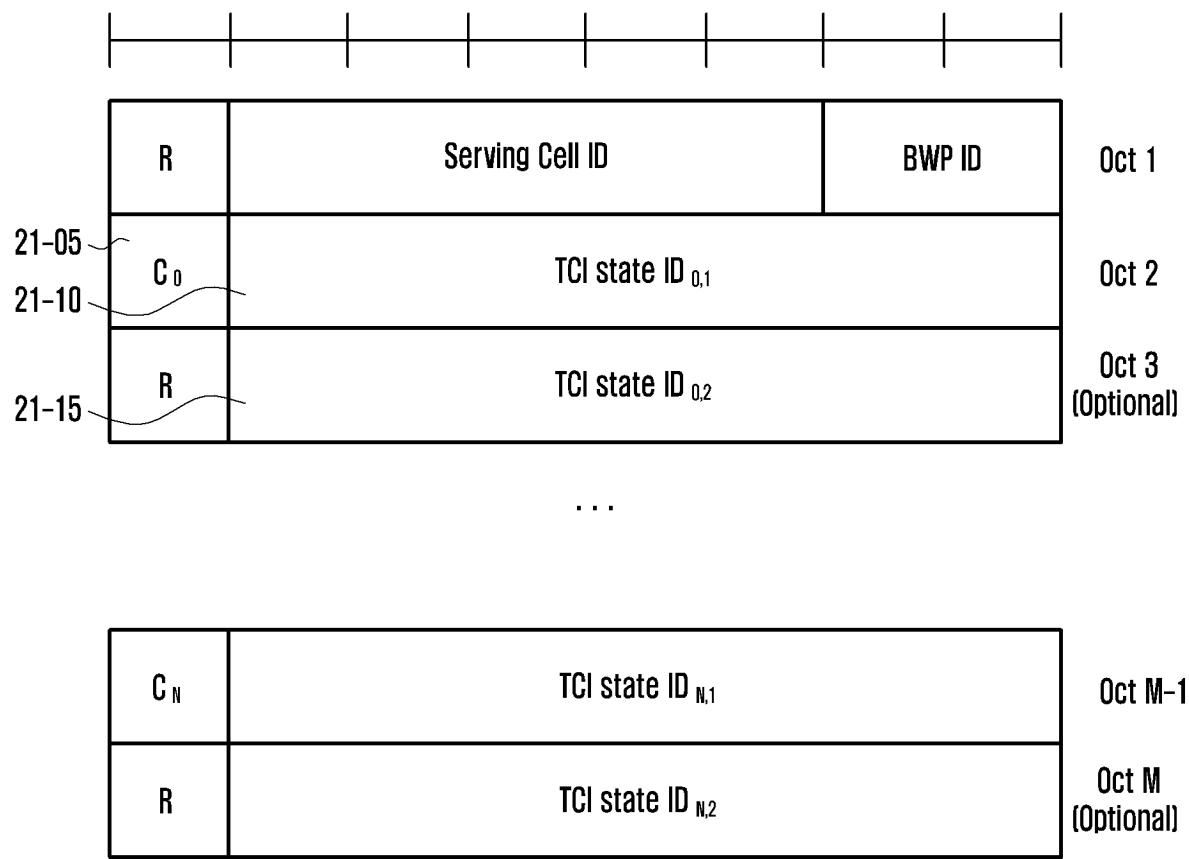 R Serving Cell ID BWP ID Oct 1
21-05
C 0 TCI state ID 0,1 Oct 2
21-10
R TCI state ID 0,2 Oct 3
(Optional)
21-15
...
C N TCI state ID N,1 Oct M-1
R TCI state ID N,2 Oct M
(Optional)